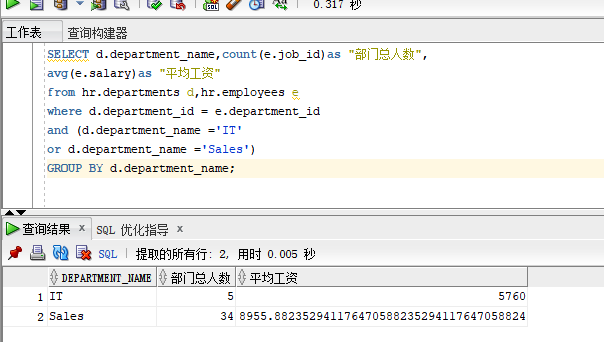 SQL
0.317 秒
工作表 查询构建器
SELECT d.department_name,count(e.job_id)as "部门总人数",
avg(e.salary)as "平均工资"
from hr.departments d,hr.employees e
where d.department_id = e.department_id
and (d.department_name ='IT'
or d.department_name ='Sales')
GROUP BY d.department_name;
查询结果 x SQL 优化指导 x
SQL | 提取的所有行: 2, 用时 0.005 秒
DEPARTMENT_NAME 部门总人数 平均工资
1 IT 5 5760
2 Sales 34 8955.88235294117647058823529411764705882​4